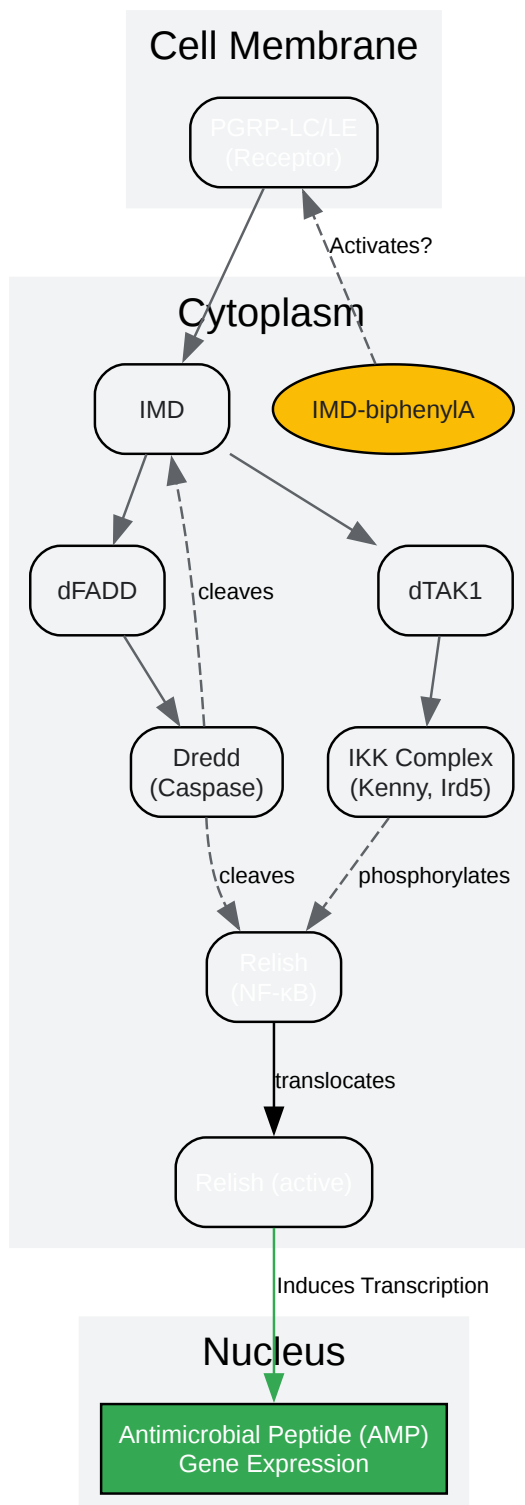 Cell Membrane
PGRP-LC/LE
(Receptor)
Activates?
Cytoplasm
IMD
IMD-biphenylA
dFADD
cleaves
dTAK1
Dredd
(Caspase)
IKK Complex
(Kenny, Ird5)
cleaves
phosphorylates
Relish
(NF-κB)
translocates
Relish (active)
Induces Transcription
Nucleus
Antimicrobial Peptide (AMP)
Gene Expression